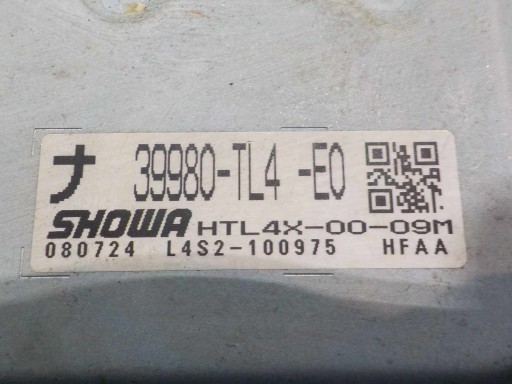 ナ 39980-TL4 -E0
SHOWA HTL4X-00-09M
080724 L4S2-100975 HFAA